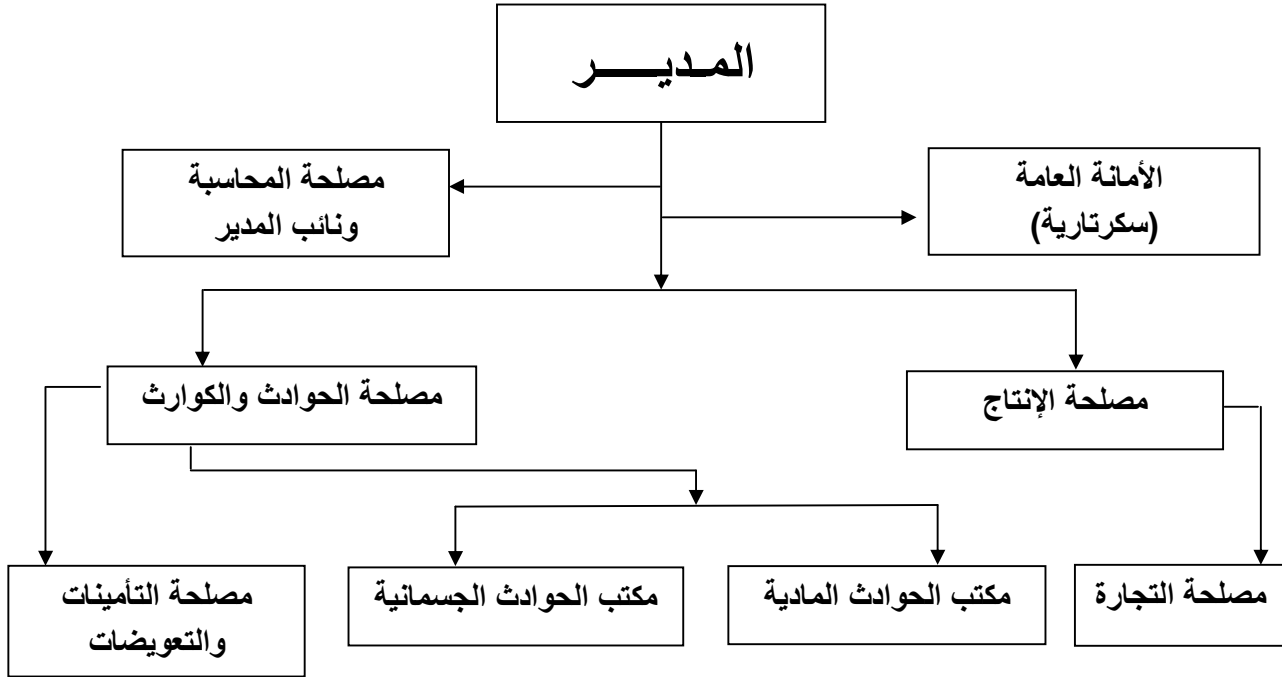 المـديـــــر
الأمانة العامة
(سكرتارية)
مصلحة المحاسبة
ونائب المدير
مصلحة الإنتاج
مصلحة الحوادث والكوارث
مصلحة التجارة
مكتب الحوادث المادية
مكتب الحوادث الجسمانية
مصلحة التأمينات
والتعويضات